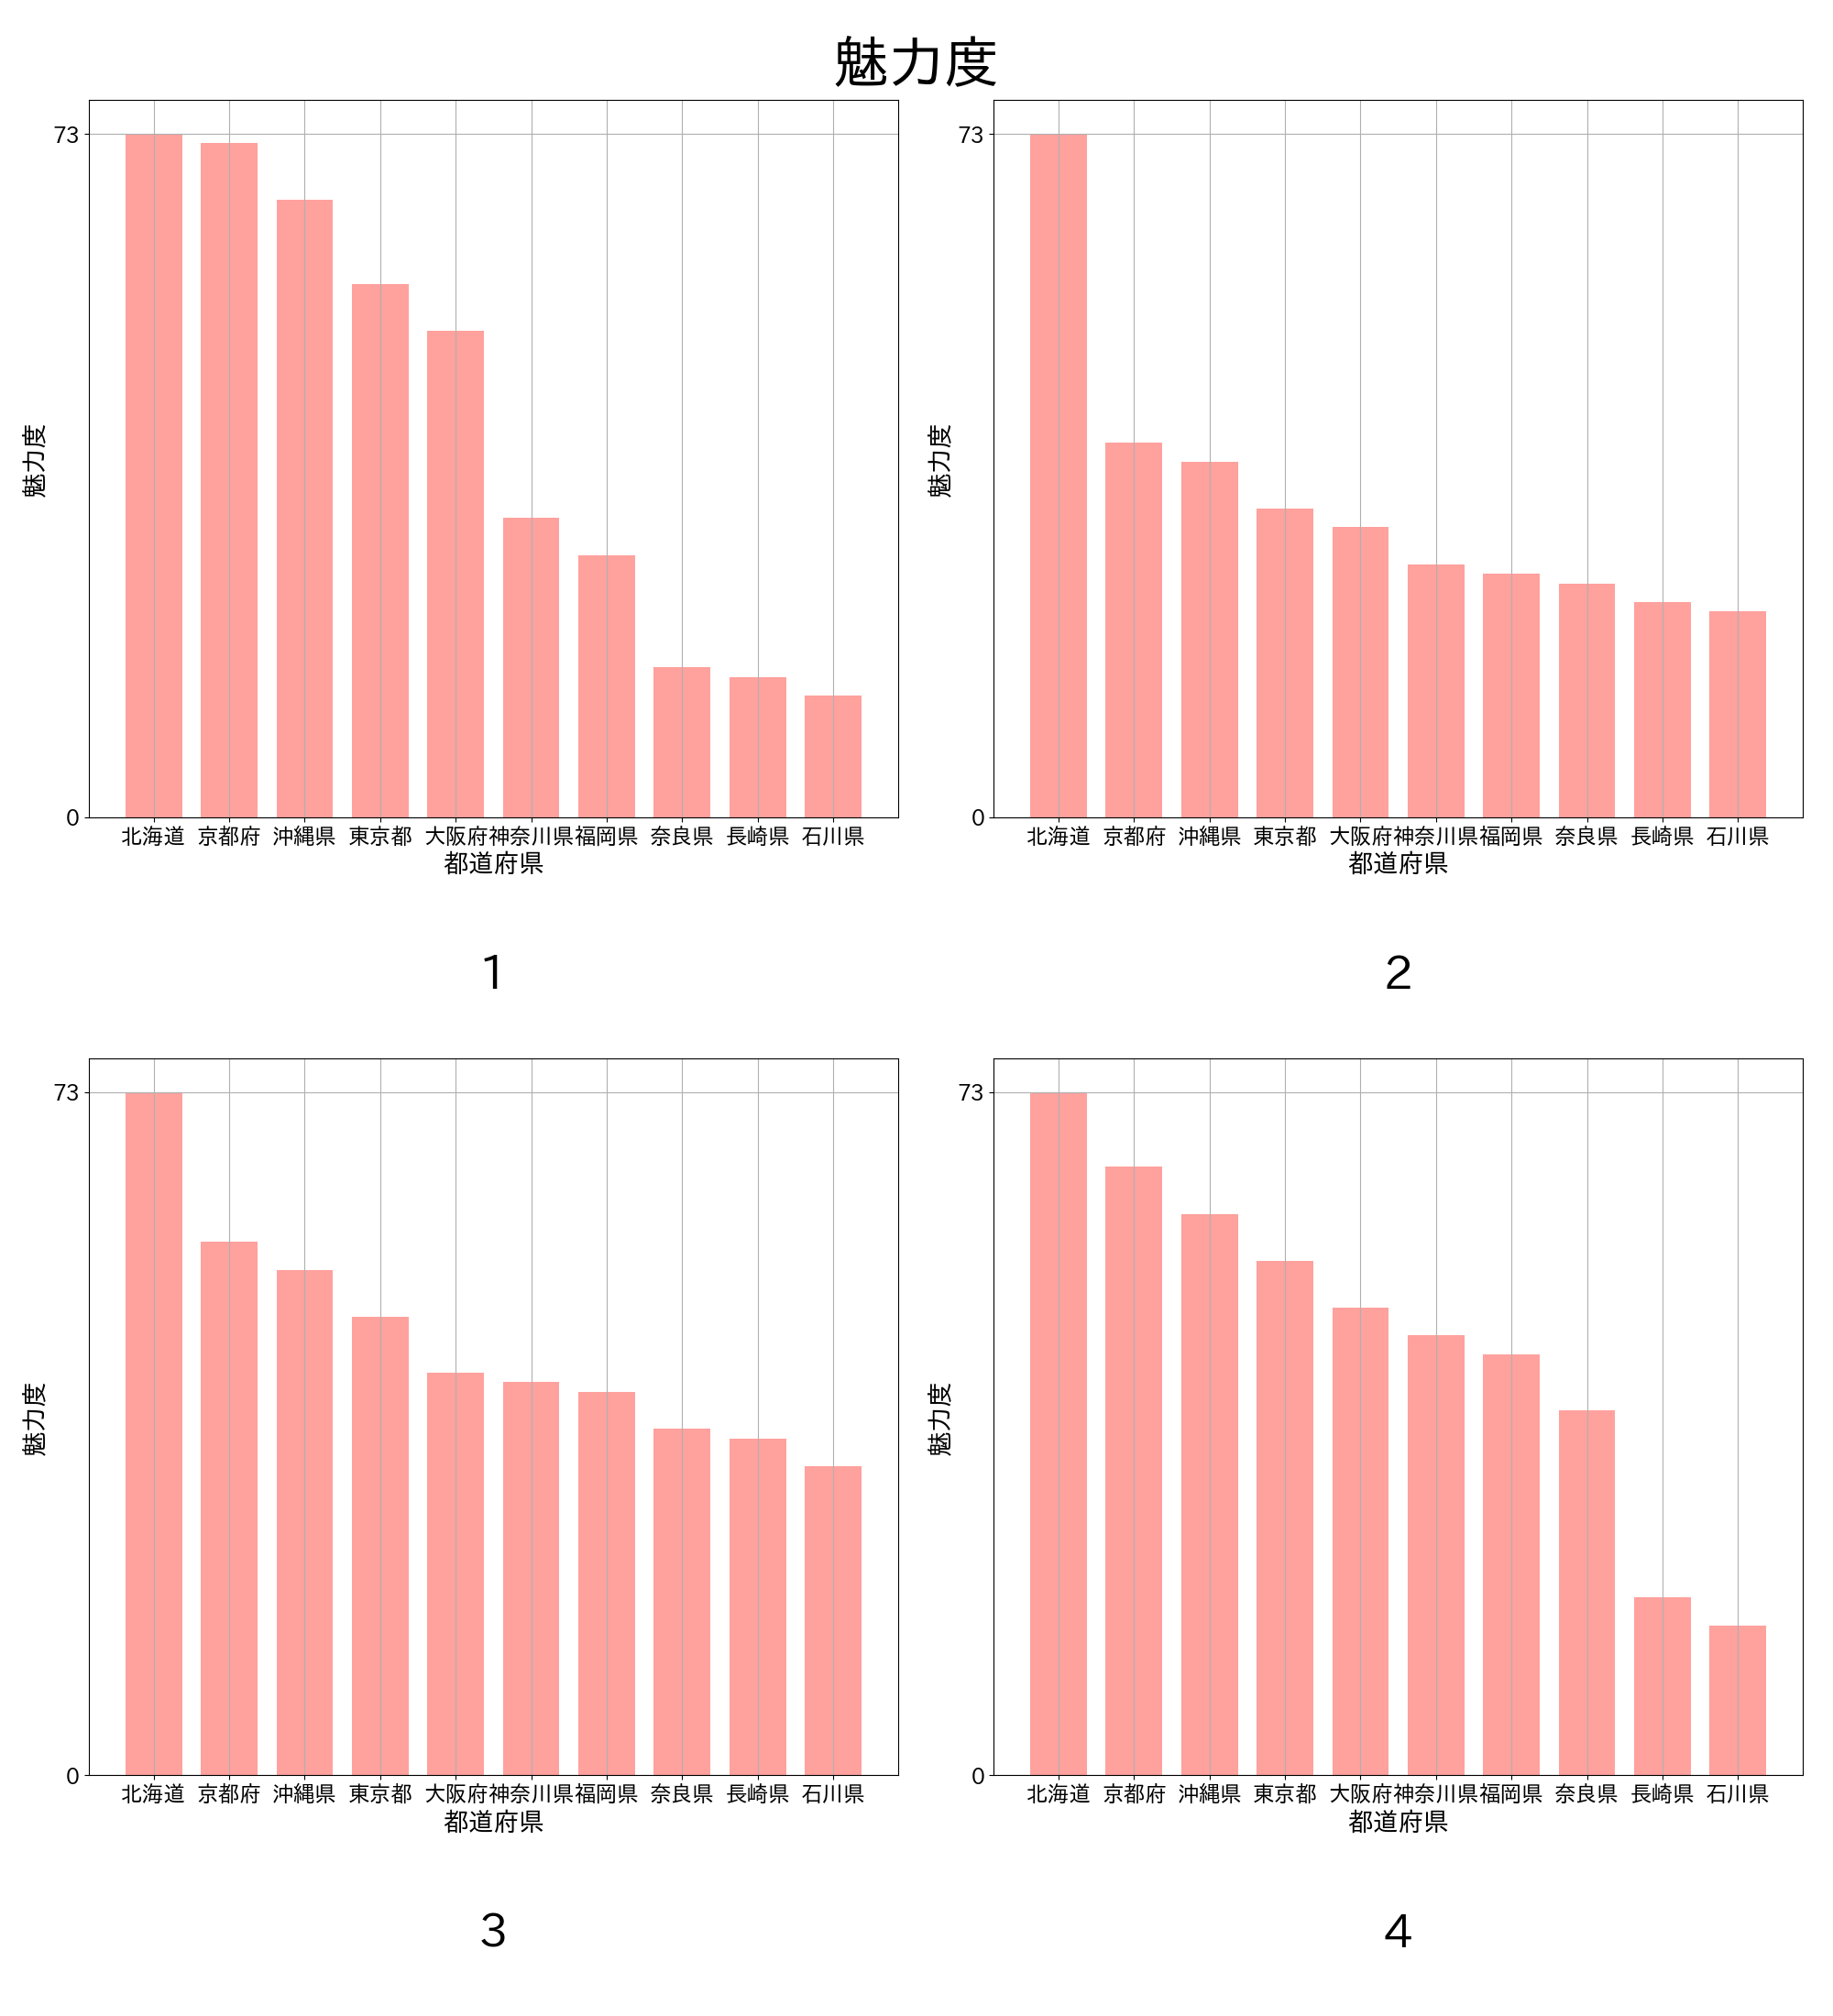 魅力度
73
0
魅力度
北海道 京都府 沖縄県 東京都 大阪府 神奈川県 福岡県 奈良県 長崎県 石川県
都道府県
1
73
0
魅力度
北海道 京都府 沖縄県 東京都 大阪府 神奈川県 福岡県 奈良県 長崎県 石川県
都道府県
2
73
0
魅力度
北海道 京都府 沖縄県 東京都 大阪府 神奈川県 福岡県 奈良県 長崎県 石川県
都道府県
3
73
0
魅力度
北海道 京都府 沖縄県 東京都 大阪府 神奈川県 福岡県 奈良県 長崎県 石川県
都道府県
4